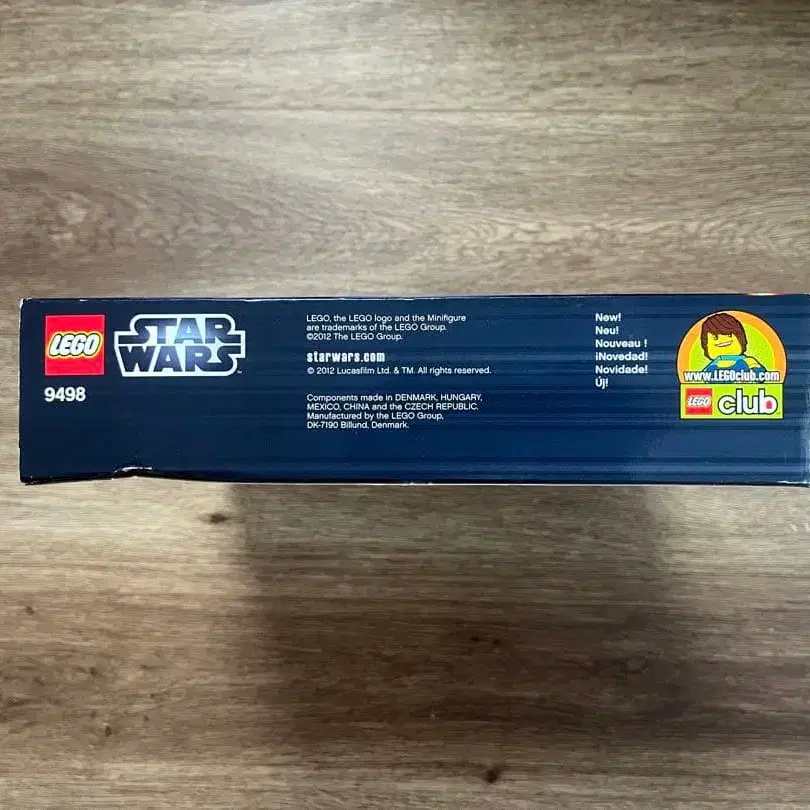 LEGO
STAR
WARS™
9498
LEGO, the LEGO logo and the Minifigure
are trademarks of the LEGO Group.
©2012 The LEGO Group.
starwars.com
© 2012 Lucasfilm Ltd. & TM. All rights reserved.
Components made in DENMARK, HUNGARY,
MEXICO, CHINA and the CZECH REPUBLIC.
Manufactured by the LEGO Group,
DK-7190 Billund, Denmark.
New!
Neu!
Nouveau !
¡Novedad!
Novidade!
Új!
www.LEGOclub.com
LEGO club